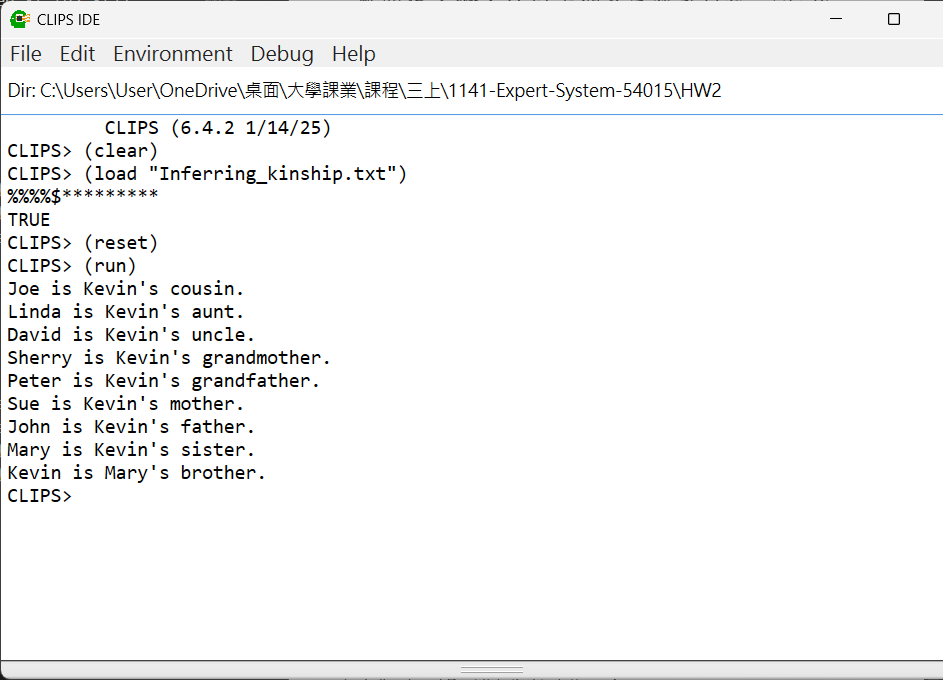 CLIPS IDE
File Edit Environment Debug Help
Dir: C:\Users\User\OneDrive\桌面\大學課業\課程\三上\1141-Expert-System-54015\HW2
CLIPS (6.4.2 1/14/25)
CLIPS> (clear)
CLIPS> (load "Inferring_kinship.txt")
%%%%$*********
TRUE
CLIPS> (reset)
CLIPS> (run)
Joe is Kevin's cousin.
Linda is Kevin's aunt.
David is Kevin's uncle.
Sherry is Kevin's grandmother.
Peter is Kevin's grandfather.
Sue is Kevin's mother.
John is Kevin's father.
Mary is Kevin's sister.
Kevin is Mary's brother.
CLIPS>